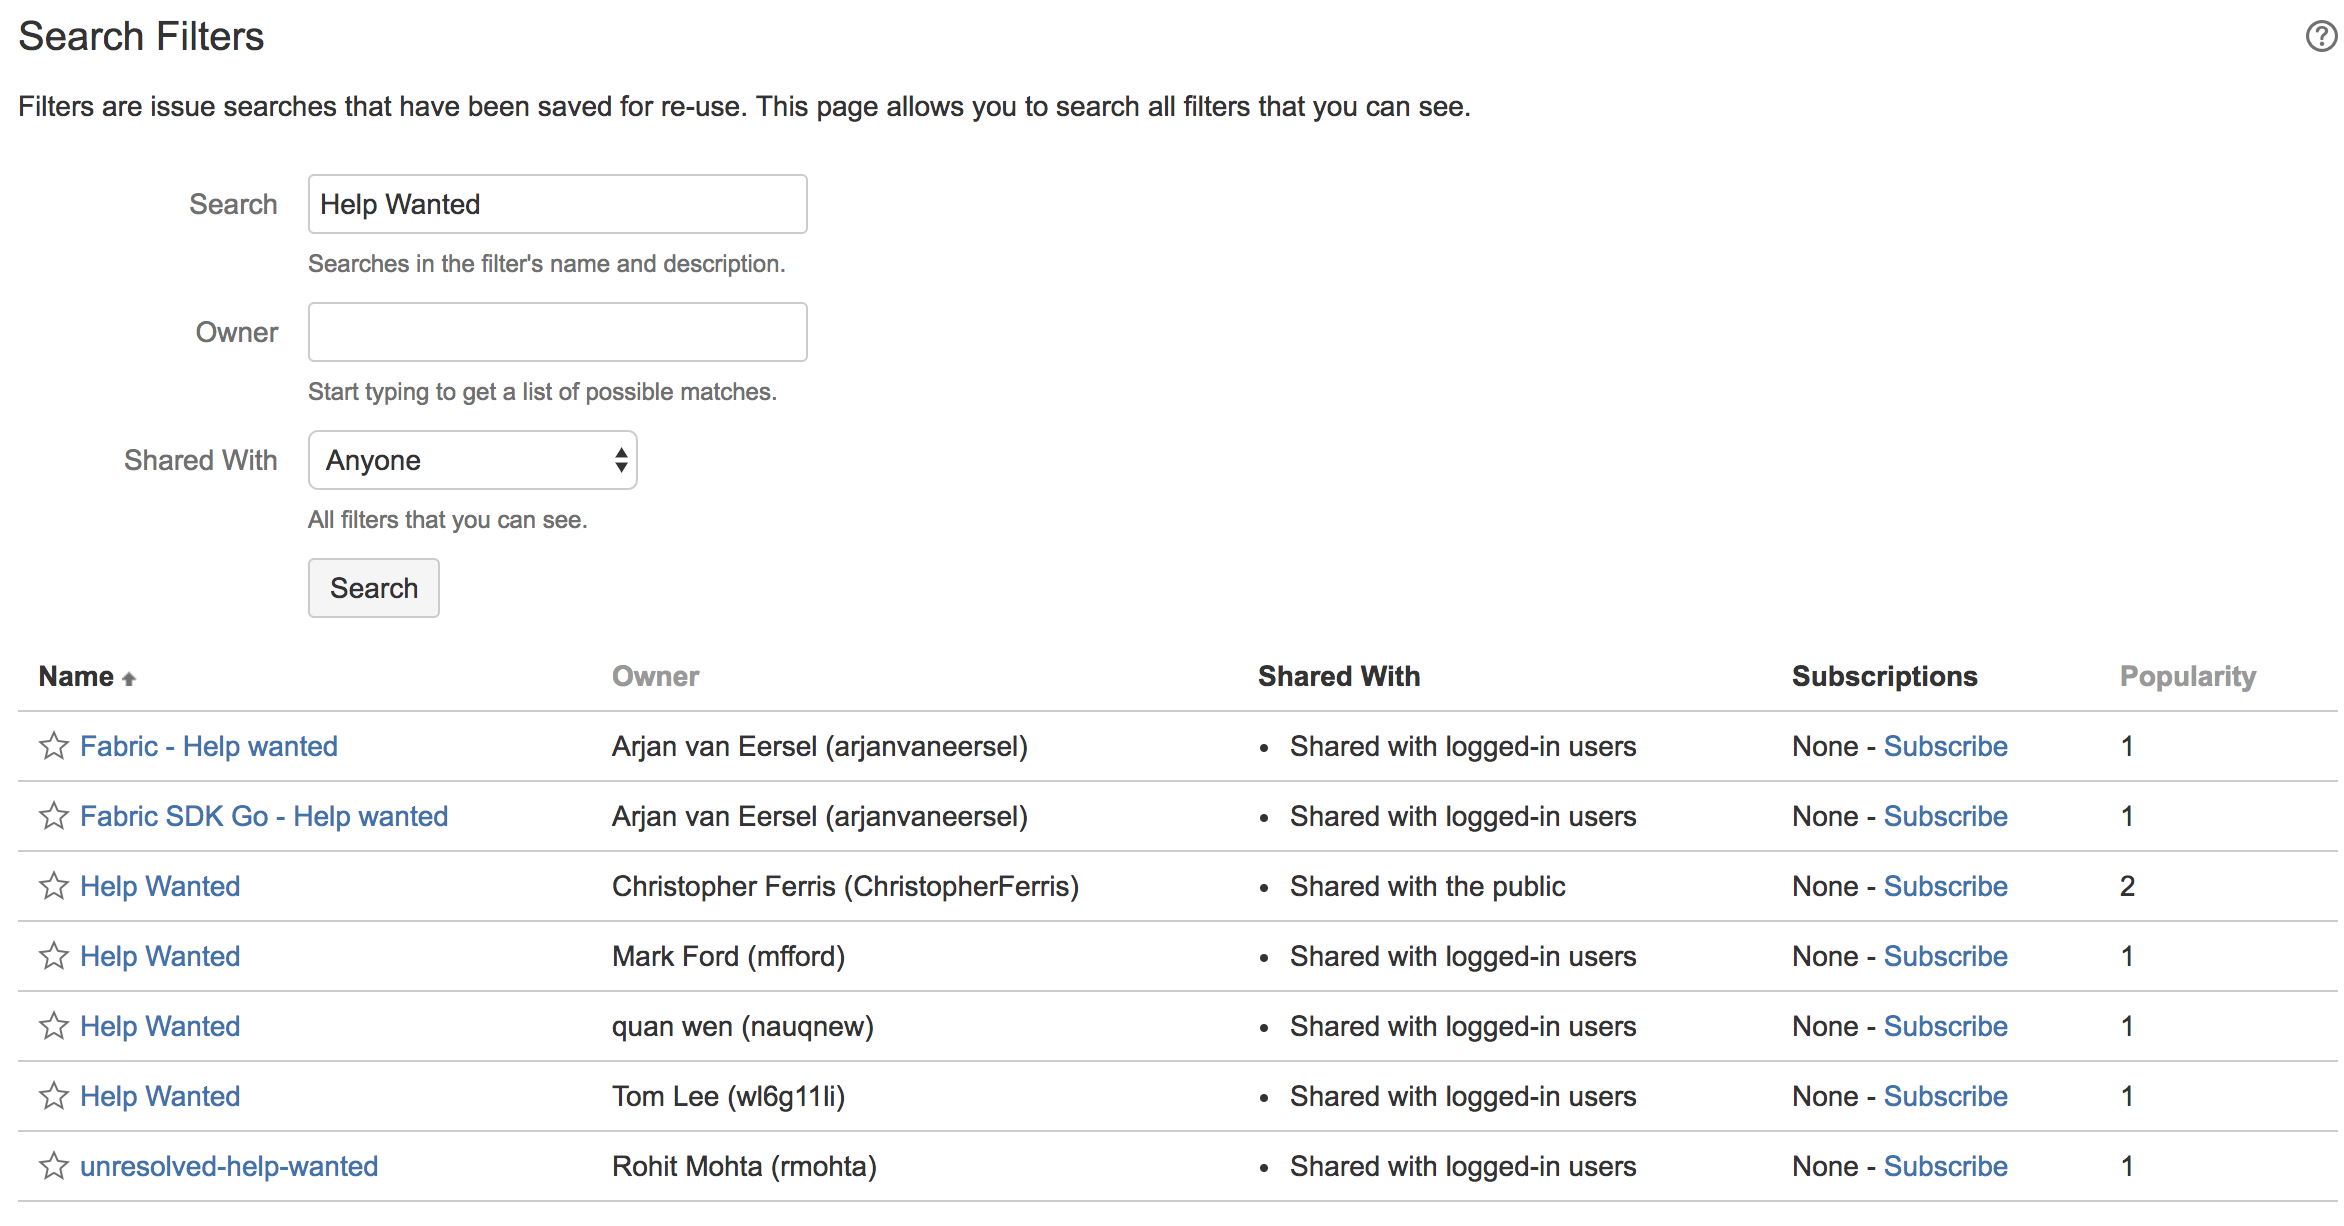 Search Filters
Filters are issue searches that have been saved for re-use. This page allows you to search all filters that you can see.
Search Help Wanted
Searches in the filter's name and description.
Owner
Start typing to get a list of possible matches.
Shared With Anyone
All filters that you can see.
Search
Name Owner Shared With Subscriptions Popularity
Fabric - Help wanted Arjan van Eersel (arjanvaneersel) • Shared with logged-in users None - Subscribe 1
Fabric SDK Go - Help wanted Arjan van Eersel (arjanvaneersel) • Shared with logged-in users None - Subscribe 1
Help Wanted Christopher Ferris (ChristopherFerris) • Shared with the public None - Subscribe 2
Help Wanted Mark Ford (mfford) • Shared with logged-in users None - Subscribe 1
Help Wanted quan wen (nauqnew) • Shared with logged-in users None - Subscribe 1
Help Wanted Tom Lee (wl6g11li) • Shared with logged-in users None - Subscribe 1
unresolved-help-wanted Rohit Mohta (rmohta) • Shared with logged-in users None - Subscribe 1